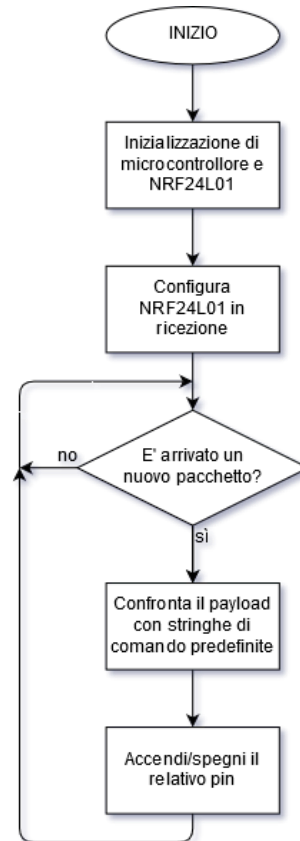 INIZIO
Inizializzazione di
microcontrollore e
NRF24L01
Configura
NRF24L01 in
ricezione
E' arrivato un
nuovo pacchetto?
no
sì
Confronta il payload
con stringhe di
comando predefinite
Accendi/spegni il
relativo pin